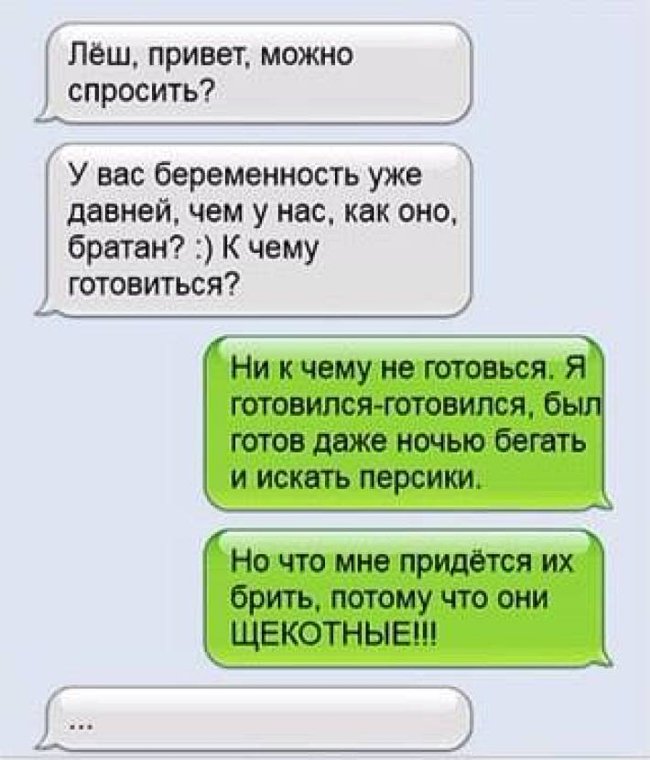 Лёш, привет, можно
спросить?
У вас беременность уже
давней, чем у нас, как оно,
братан? :) К чему
готовиться?
Ни к чему не готовься. Я
готовился-готовился, был
готов даже ночью бегать
и искать персики.
Но что мне придётся их
брить, потому что они
ЩЕКОТНЫЕ!!!
...